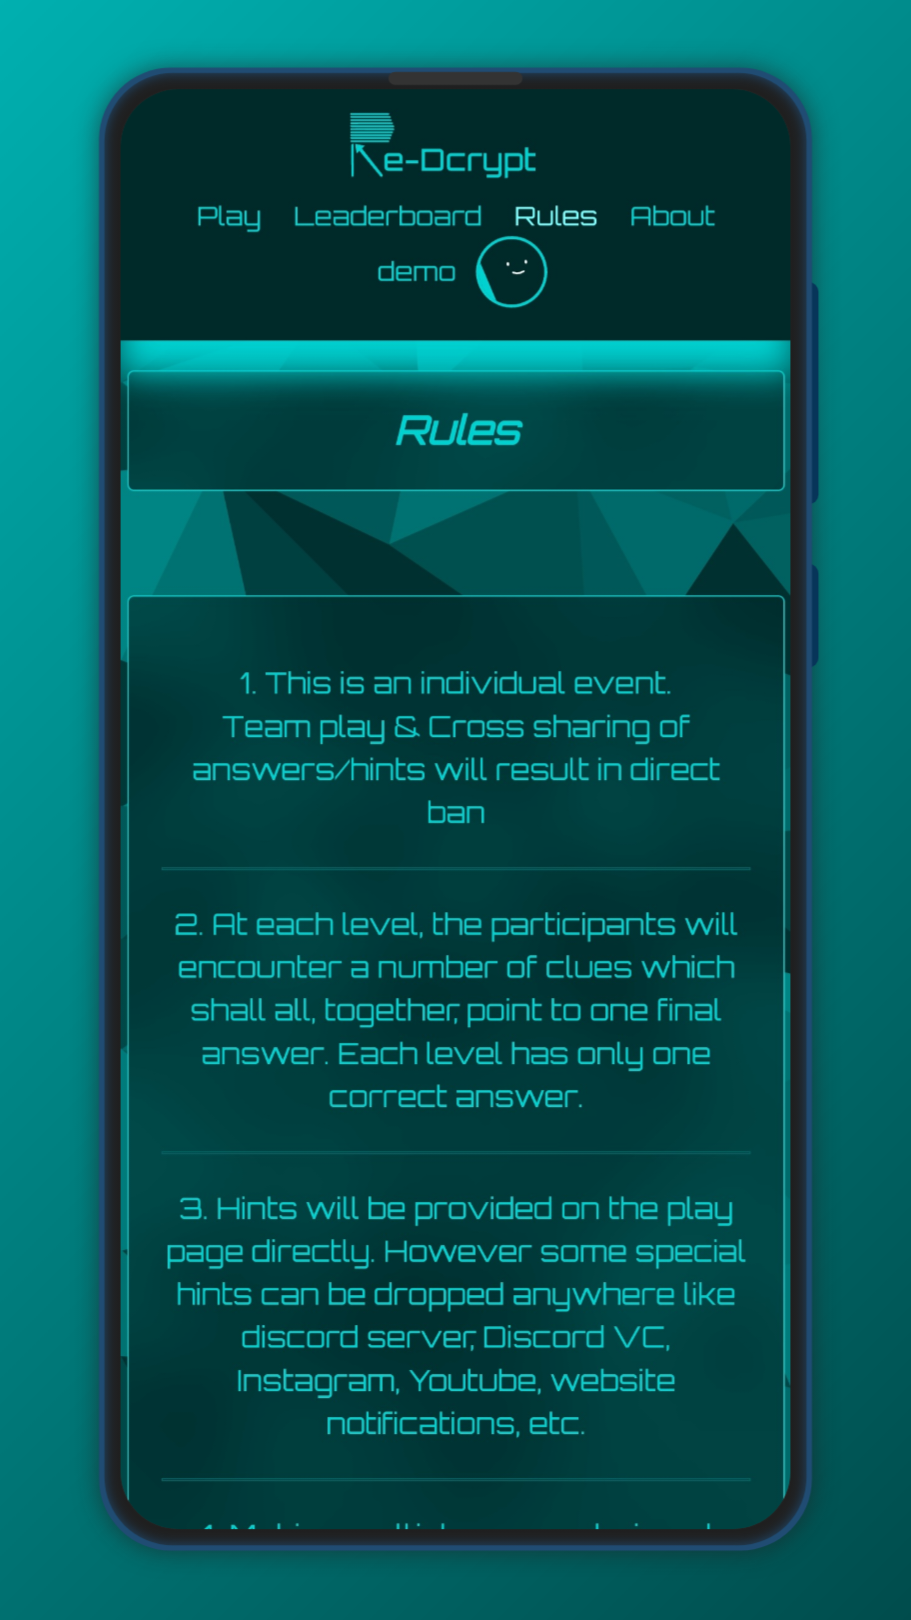 Re-Dcrypt
Play Leaderboard Rules About
demo
Rules
1. This is an individual event.
Team play & Cross sharing of
answers/hints will result in direct
ban
2. At each level, the participants will
encounter a number of clues which
shall all, together, point to one final
answer. Each level has only one
correct answer.
3. Hints will be provided on the play
page directly. However some special
hints can be dropped anywhere like
discord server, Discord VC,
Instagram, Youtube, website
notifications, etc.